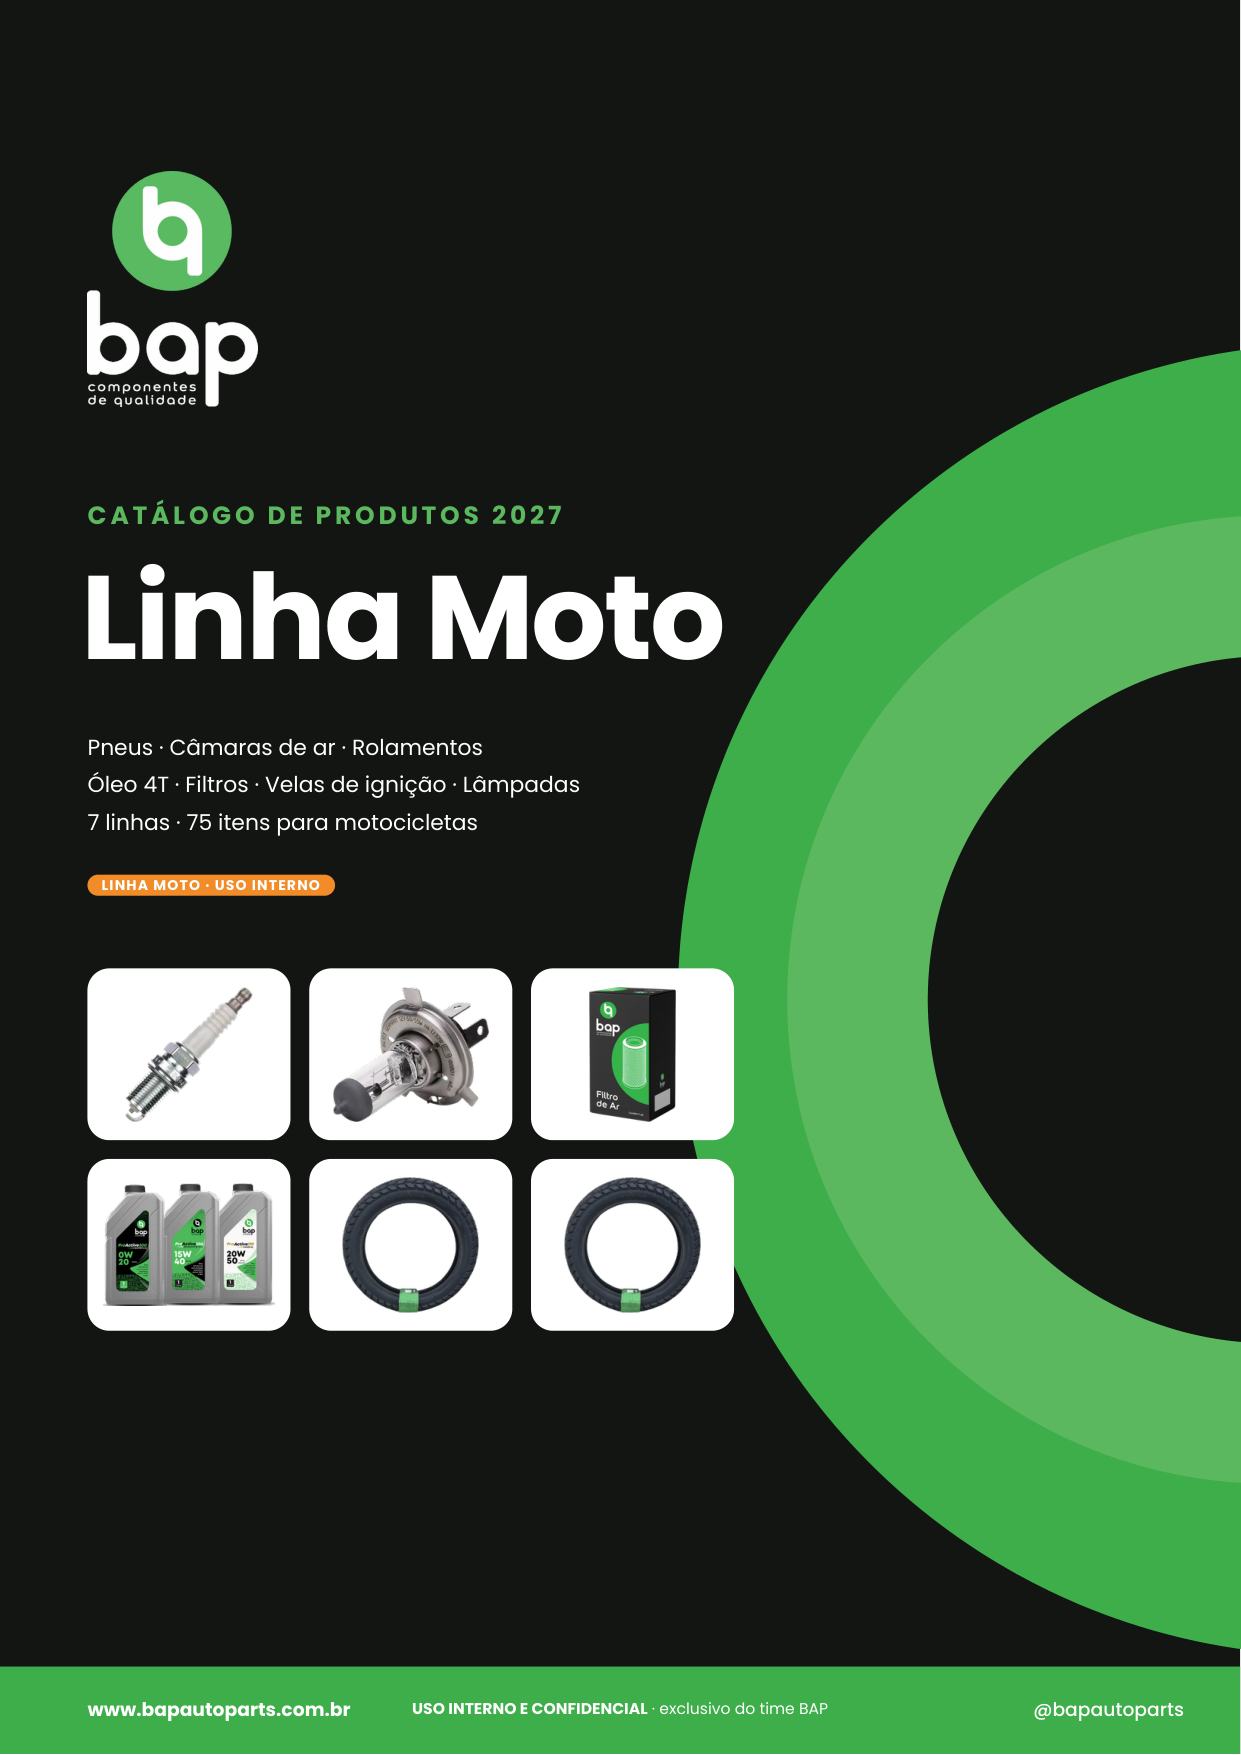 bap
componentes
de qualidade
CATÁLOGO DE PRODUTOS 2027
Linha Moto
Pneus · Câmaras de ar · Rolamentos
Óleo 4T · Filtros · Velas de ignição · Lâmpadas
7 linhas · 75 itens para motocicletas
LINHA MOTO · USO INTERNO
bap
Filtro
de Ar
bap
0W
20
bap
15W
40
bap
20W
50
www.bapautoparts.com.br
USO INTERNO E CONFIDENCIAL · exclusivo do time BAP
@bapautoparts